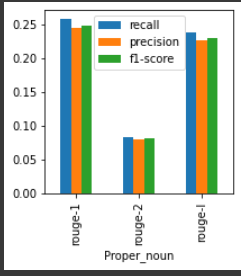 0.25
0.20
0.15
0.10
0.05
0.00
recall
precision
f1-score
rouge-1
rouge-2
rouge-l
Proper_noun